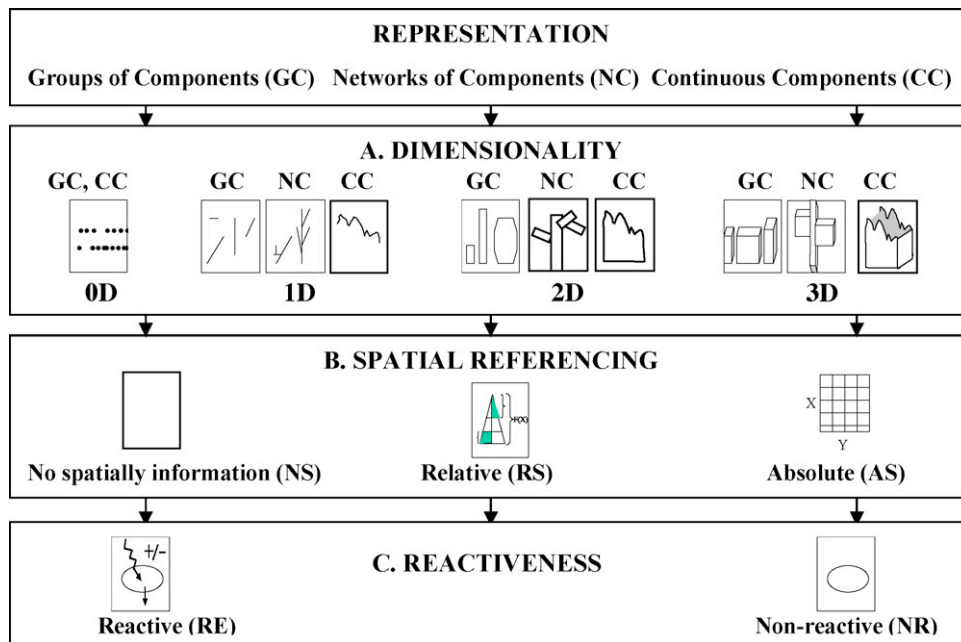 REPRESENTATION
Groups of Components (GC) Networks of Components (NC) Continuous Components (CC)
A. DIMENSIONALITY
GC, CC GC NC CC GC NC CC GC NC CC
0D 1D 2D 3D
B. SPATIAL REFERENCING
F(X)
X
Y
No spatially information (NS) Relative (RS) Absolute (AS)
+/-
C. REACTIVENESS
Reactive (RE) Non-reactive (NR)